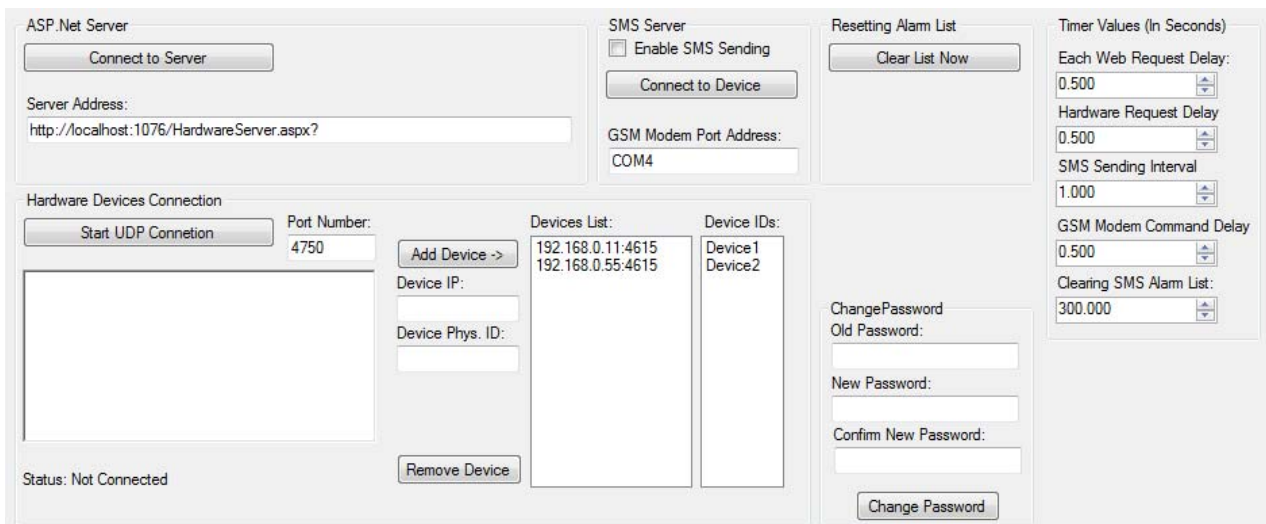 ASP.Net Server
Connect to Server
Server Address:
http://localhost:1076/HardwareServer.aspx?
SMS Server
Enable SMS Sending
Connect to Device
GSM Modem Port Address:
COM4
Resetting Alarm List
Clear List Now
Timer Values (In Seconds)
Each Web Request Delay:
0.500
Hardware Request Delay
0.500
SMS Sending Interval
1.000
GSM Modem Command Delay
0.500
Clearing SMS Alarm List:
300.000
Hardware Devices Connection
Start UDP Connetion
Port Number:
4750
Add Device ->
Device IP:
Device Phys. ID:
Remove Device
Devices List:
192.168.0.11:4615
192.168.0.55:4615
Device IDs:
Device1
Device2
Status: Not Connected
ChangePassword
Old Password:
New Password:
Confirm New Password:
Change Password